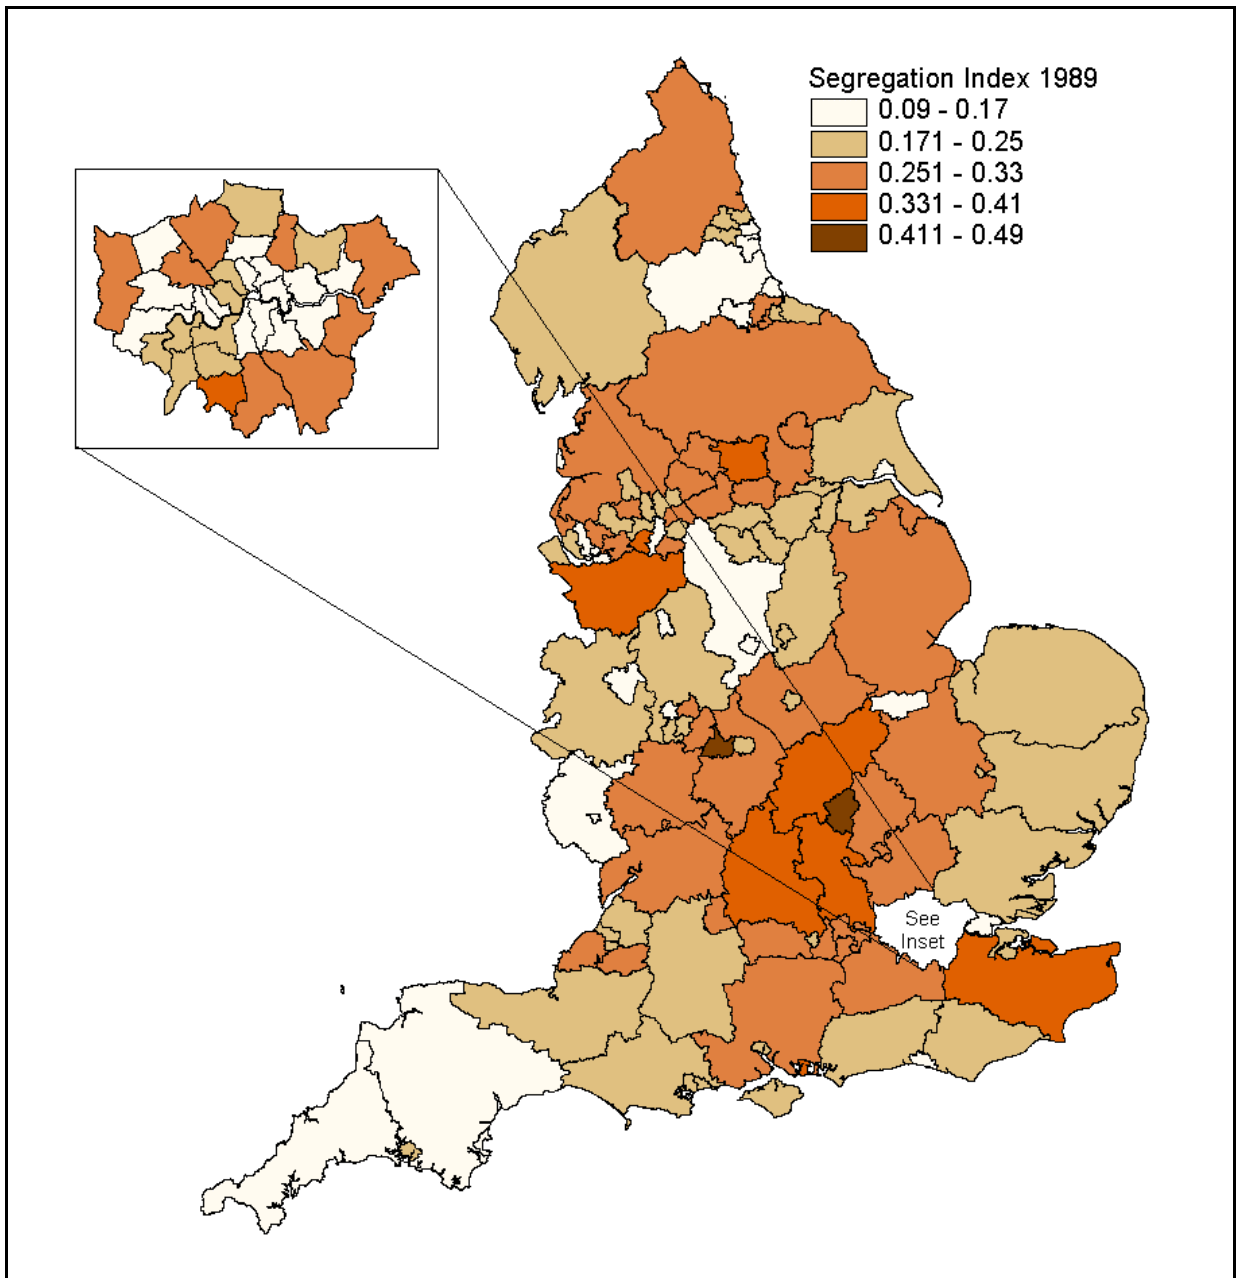 Segregation Index 1989
0.09 - 0.17
0.171 - 0.25
0.251 - 0.33
0.331 - 0.41
0.411 - 0.49
See
Inset